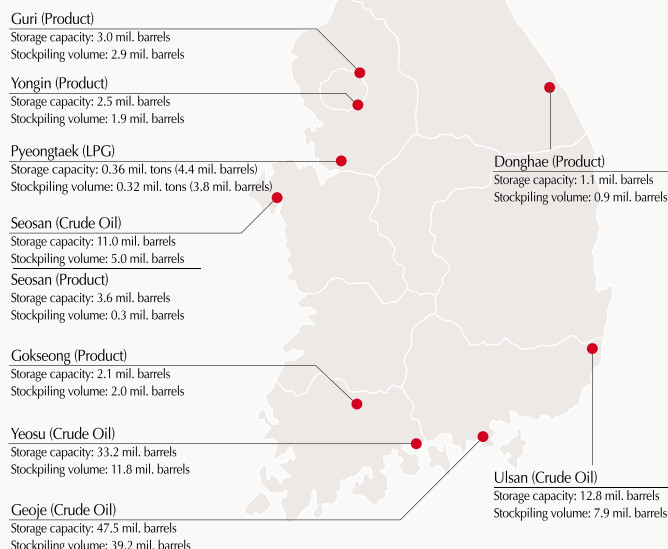 Guri (Product)
Storage capacity: 3.0 mil. barrels
Stockpiling volume: 2.9 mil. barrels
Yongin (Product)
Storage capacity: 2.5 mil. barrels
Stockpiling volume: 1.9 mil. barrels
Pyeongtaek (LPG)
Storage capacity: 0.36 mil. tons (4.4 mil. barrels)
Stockpiling volume: 0.32 mil. tons (3.8 mil. barrels)
Seosan (Crude Oil)
Storage capacity: 11.0 mil. barrels
Stockpiling volume: 5.0 mil. barrels
Seosan (Product)
Storage capacity: 3.6 mil. barrels
Stockpiling volume: 0.3 mil. barrels
Gokseong (Product)
Storage capacity: 2.1 mil. barrels
Stockpiling volume: 2.0 mil. barrels
Yeosu (Crude Oil)
Storage capacity: 33.2 mil. barrels
Stockpiling volume: 11.8 mil. barrels
Geoje (Crude Oil)
Storage capacity: 47.5 mil. barrels
Stockpiling volume: 39.2 mil. barrels
Donghae (Product)
Storage capacity: 1.1 mil. barrels
Stockpiling volume: 0.9 mil. barrels
Ulsan (Crude Oil)
Storage capacity: 12.8 mil. barrels
Stockpiling volume: 7.9 mil. barrels